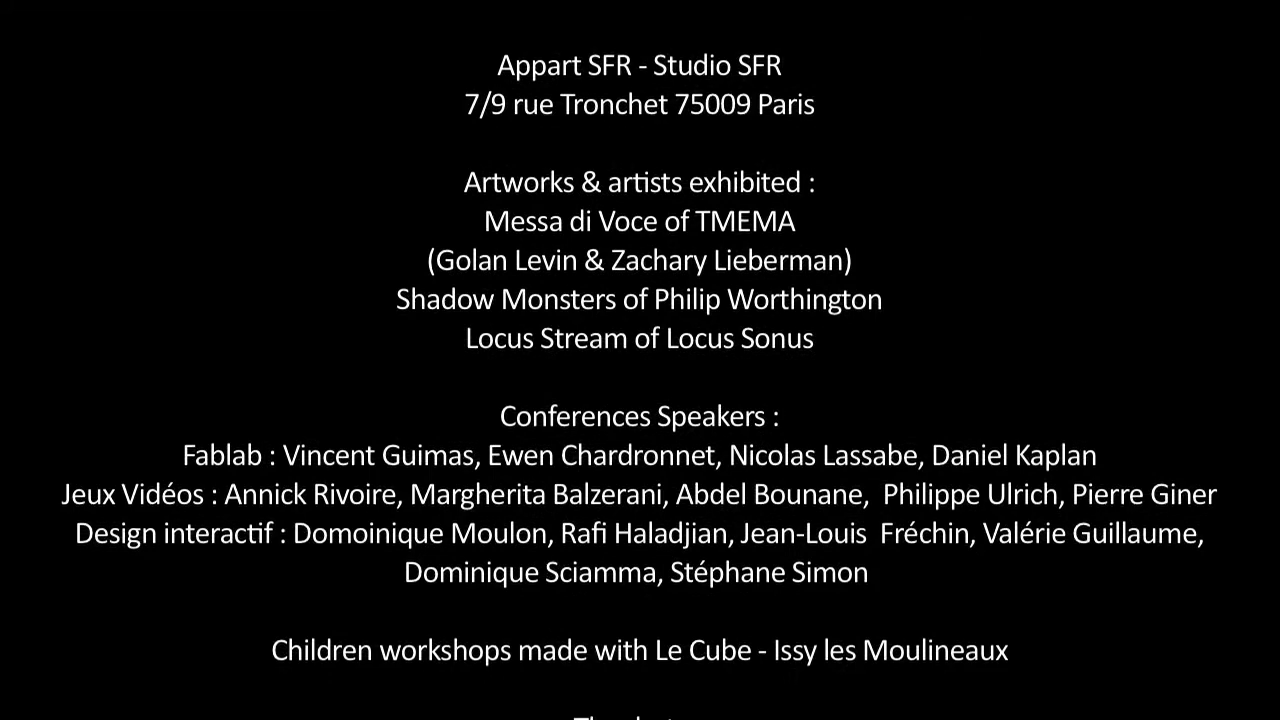 Appart SFR - Studio SFR
7/9 rue Tronchet 75009 Paris
Artworks & artists exhibited :
Messa di Voce of TMEMA
(Golan Levin & Zachary Lieberman)
Shadow Monsters of Philip Worthington
Locus Stream of Locus Sonus
Conferences Speakers :
Fablab : Vincent Guimas, Ewen Chardronnet, Nicolas Lassabe, Daniel Kaplan
Jeux Vidéos : Annick Rivoire, Margherita Balzerani, Abdel Bounane,  Philippe Ulrich, Pierre Giner
Design interactif : Domoinique Moulon, Rafi Haladjian, Jean-Louis  Fréchin, Valérie Guillaume,
Dominique Sciamma, Stéphane Simon
Children workshops made with Le Cube - Issy les Moulineaux